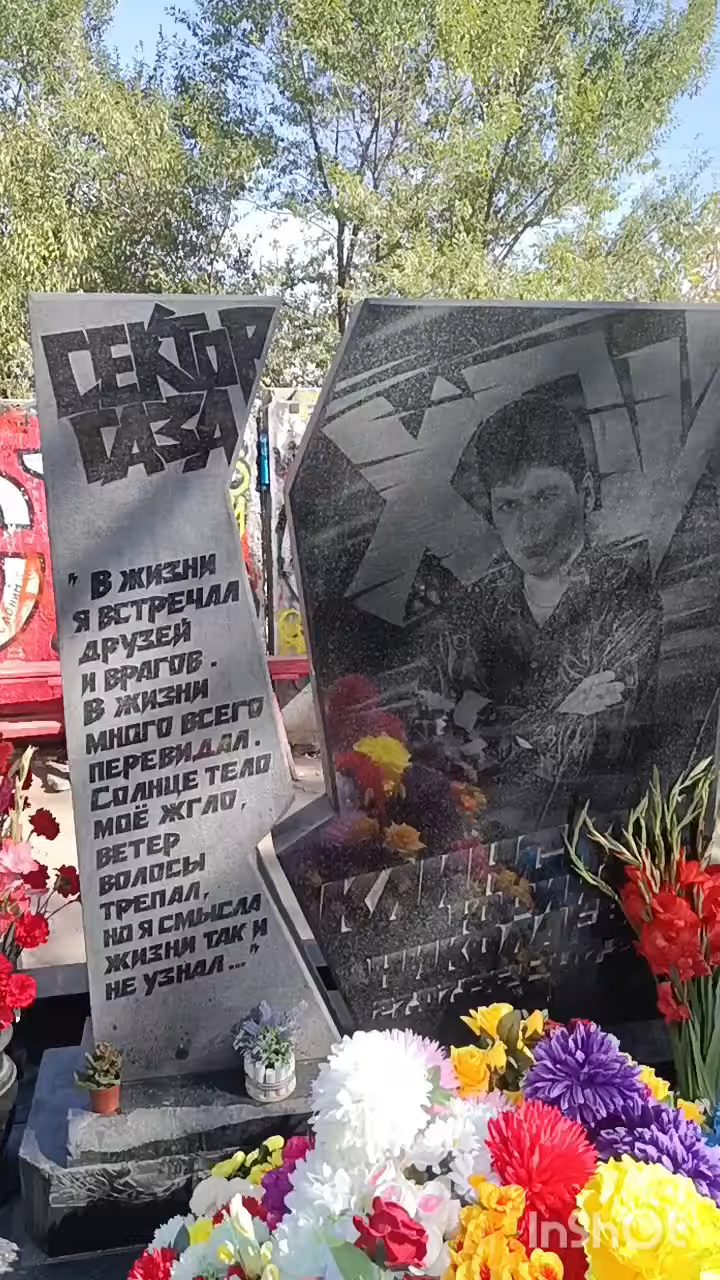 СЕКТОР
ГАЗА
"В ЖИЗНИ
Я ВСТРЕЧАЛ
ДРУЗЕЙ
И ВРАГОВ.
В ЖИЗНИ
МНОГО ВСЕГО
ПЕРЕВИДАЛ.
СОЛНЦЕ ТЕЛО
МОЁ ЖГЛО,
ВЕТЕР
ВОЛОСЫ
ТРЕПАЛ,
НО Я СМЫСЛА
ЖИЗНИ ТАК И
НЕ УЗНАЛ..."
ХОЙ
InShOt